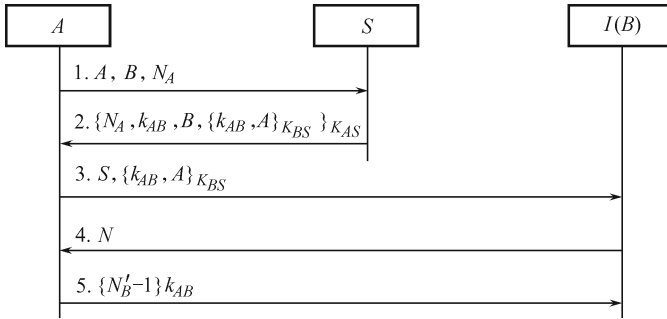 A S I(B)
1. A, B, N_A
2. {N_A, k_AB, B, {k_AB, A}_K_BS }_K_AS
3. S, {k_AB, A}_K_BS
4. N
5. {N'_B−1}k_AB